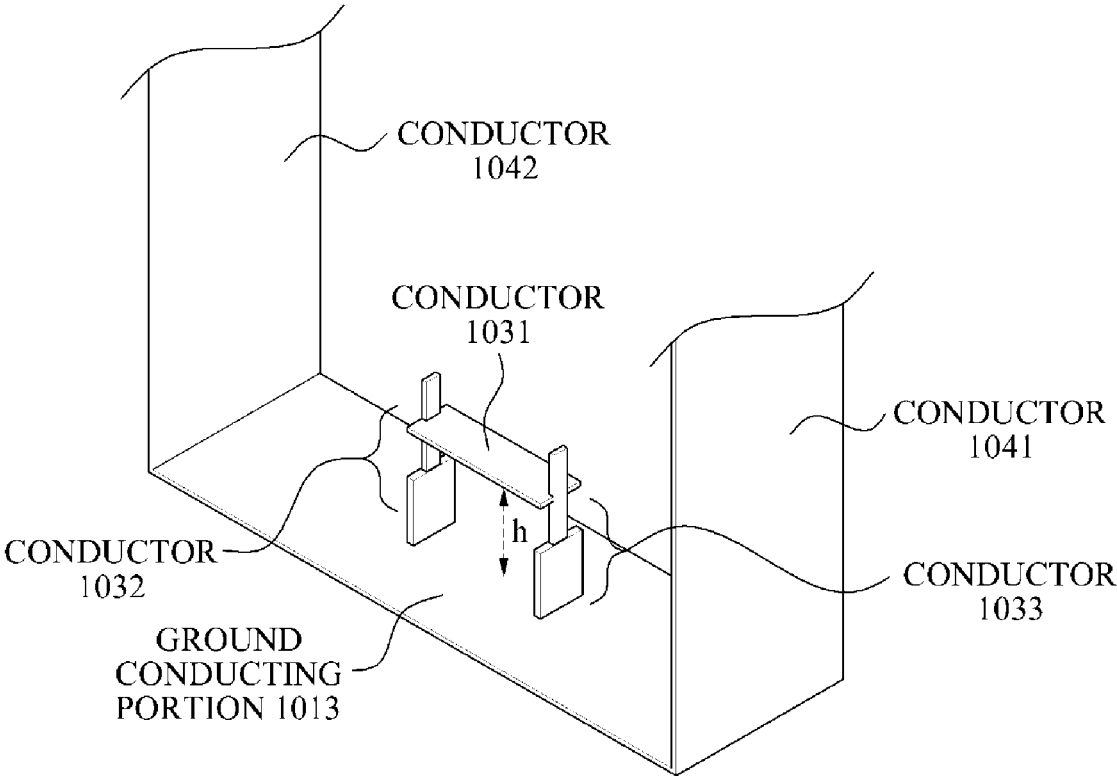 CONDUCTOR
1042
CONDUCTOR
1031
CONDUCTOR
1041
h
CONDUCTOR
1032
CONDUCTOR
1033
GROUND
CONDUCTING
PORTION 1013